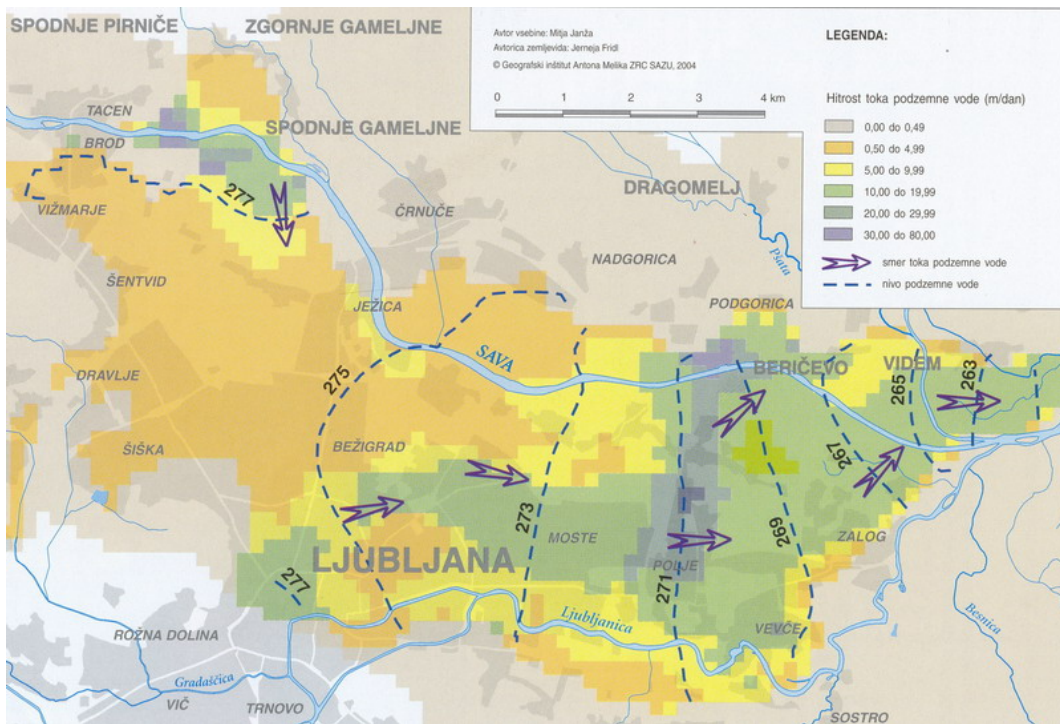 SPODNJE PIRNIČE
ZGORNJE GAMELJNE
Avtor vsebine: Mitja Janža
Avtorica zemljevida: Jerneja Fridl
© Geografski inštitut Antona Melika ZRC SAZU, 2004
0 1 2 3 4 km
LEGENDA:
Hitrost toka podzemne vode (m/dan)
0,00 do 0,49
0,50 do 4,99
5,00 do 9,99
10,00 do 19,99
20,00 do 29,99
30,00 do 80,00
smer toka podzemne vode
nivo podzemne vode
TACEN
BROD
SPODNJE GAMELJNE
VIŽMARJE
277
ČRNUČE
DRAGOMELJ
Pšata
NADGORICA
ŠENTVID
JEŽICA
PODGORICA
SAVA
BERIČEVO
VIDEM
265
263
DRAVLJE
275
ŠIŠKA
BEŽIGRAD
267
273
269
MOSTE
ZALOG
LJUBLJANA
POLJE
271
277
Ljubljanica
VEVČE
Besnica
ROŽNA DOLINA
Gradaščica
VIČ
TRNOVO
SOSTRO